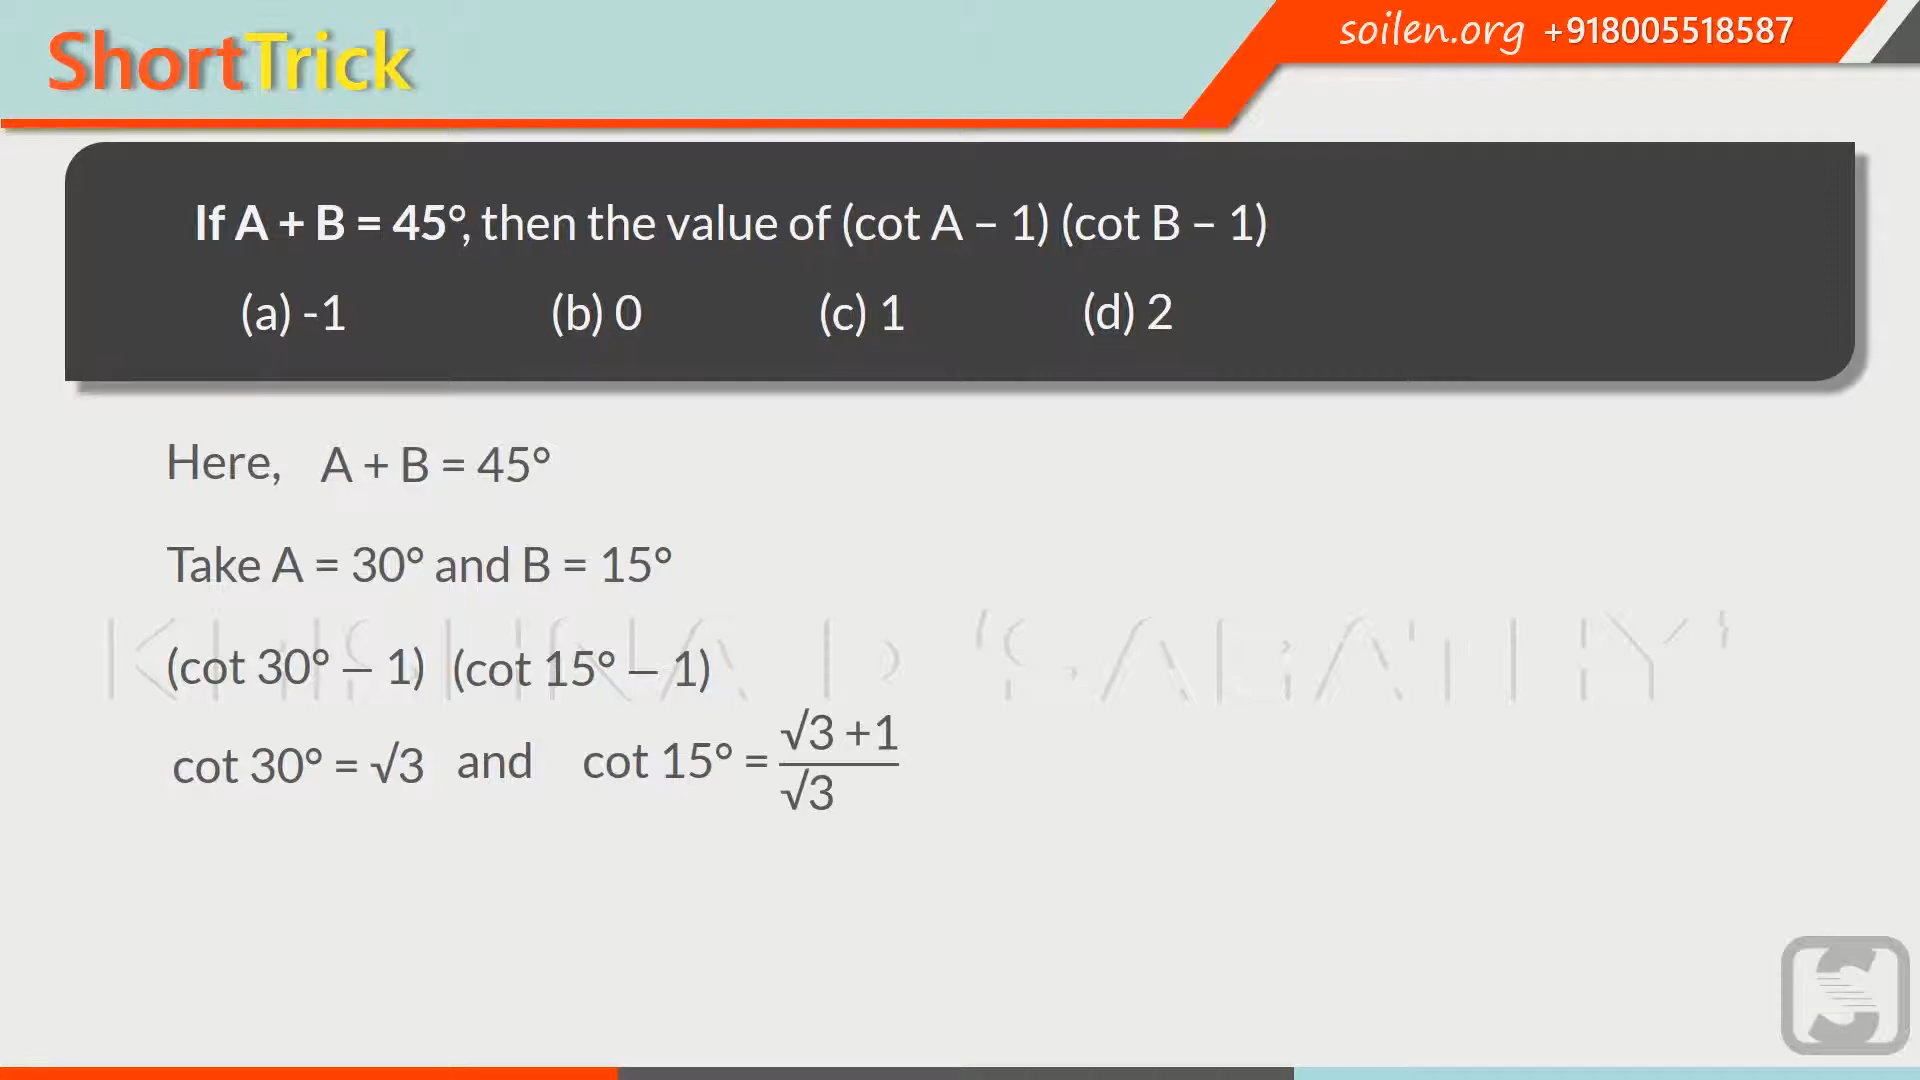 ShortTrick
soilen.org +918005518587
If A + B = 45°, then the value of (cot A – 1) (cot B – 1)
(a) -1 (b) 0 (c) 1 (d) 2
Here, A + B = 45°
Take A = 30° and B = 15°
(cot 30° – 1) (cot 15° – 1)
cot 30° = √3 and cot 15° = √3 +1
√3